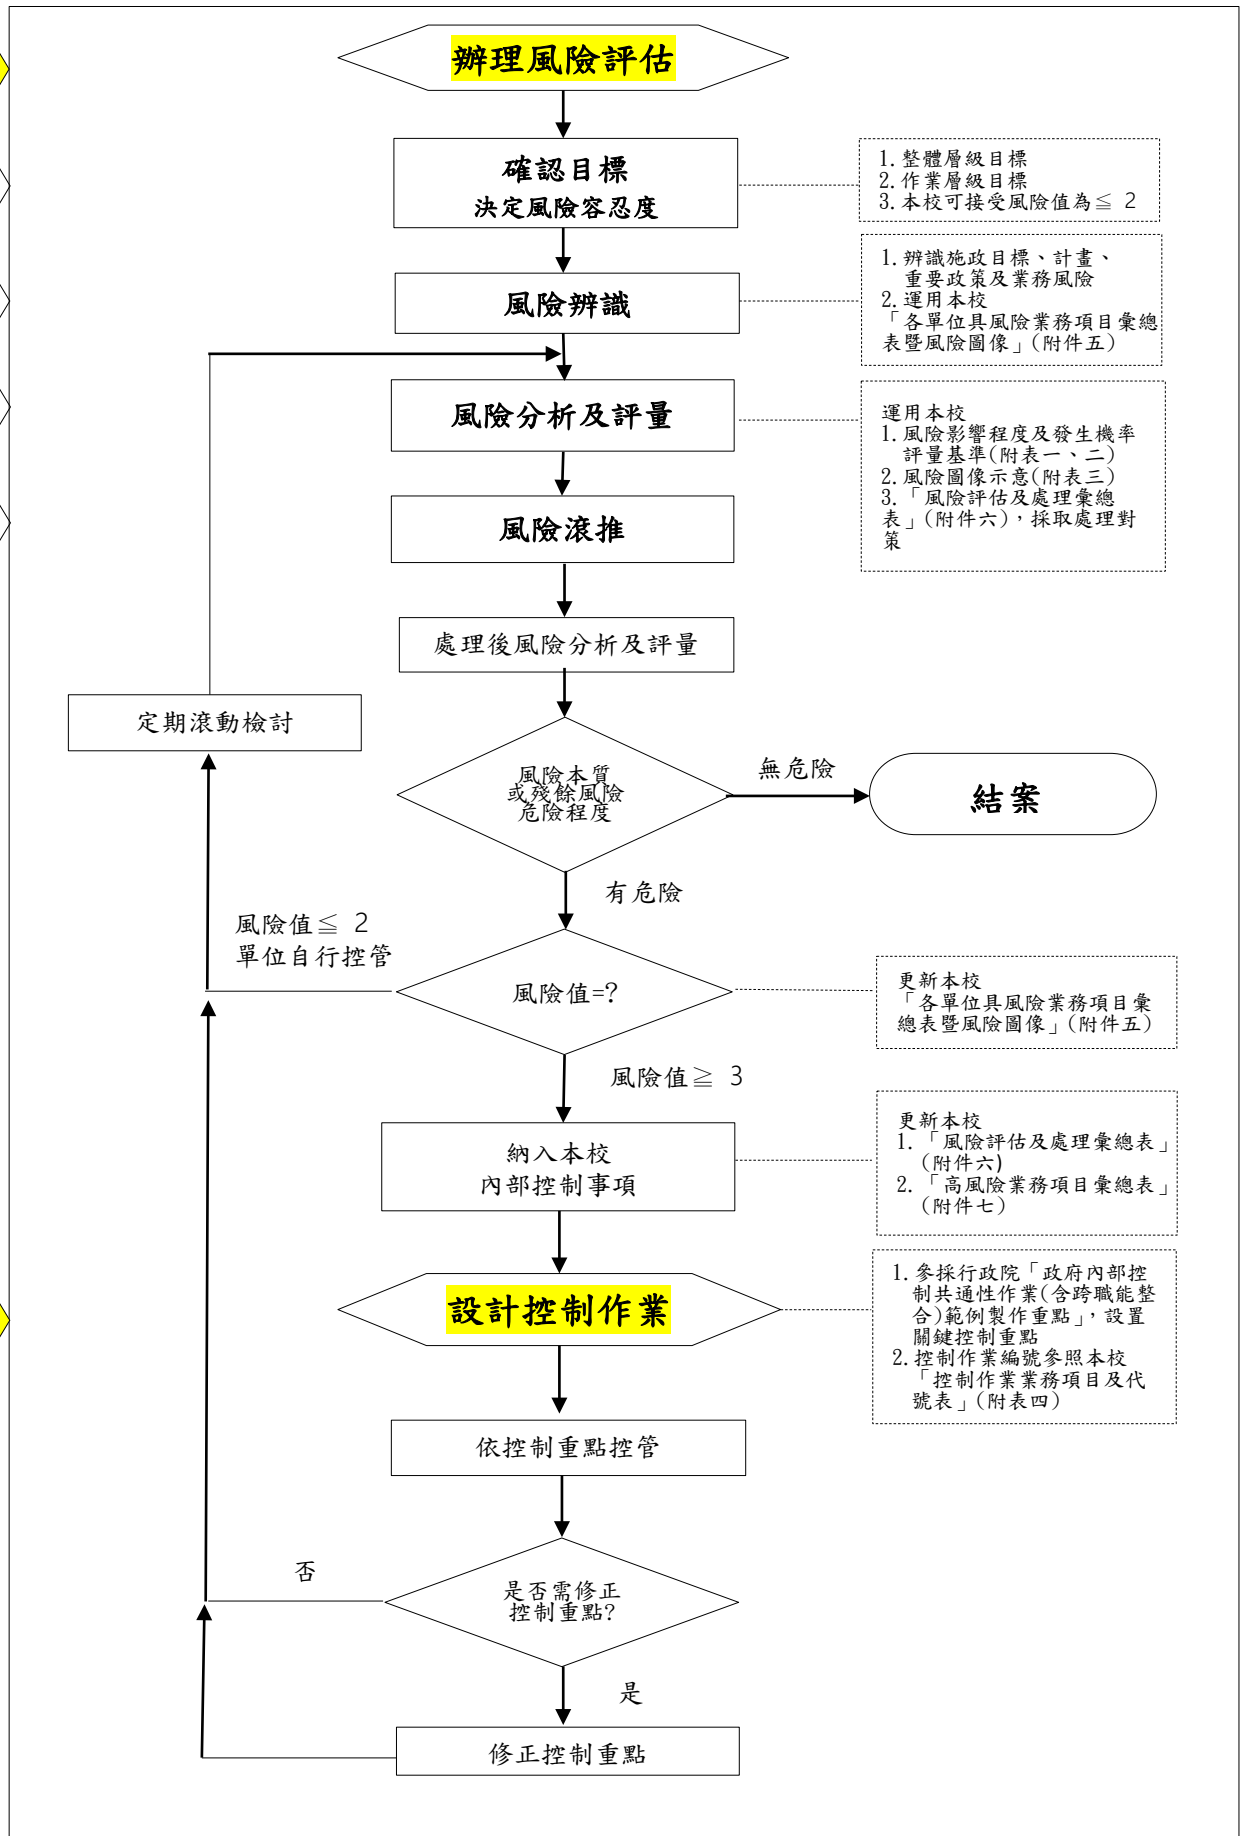 辦理風險評估
確認目標
決定風險容忍度
1.整體層級目標
2.作業層級目標
3.本校可接受風險值為≦ 2
風險辨識
1.辨識施政目標、計畫、
重要政策及業務風險
2.運用本校
「各單位具風險業務項目彙總
表暨風險圖像」(附件五)
風險分析及評量
運用本校
1.風險影響程度及發生機率
評量基準(附表一、二)
2.風險圖像示意(附表三)
3.「風險評估及處理彙總
表」(附件六)，採取處理對
策
風險滾推
處理後風險分析及評量
定期滾動檢討
風險本質
或殘餘風險
危險程度
無危險
結案
有危險
風險值≦ 2
單位自行控管
風險值=?
更新本校
「各單位具風險業務項目彙
總表暨風險圖像」(附件五)
風險值≧ 3
納入本校
內部控制事項
更新本校
1.「風險評估及處理彙總表」
(附件六)
2.「高風險業務項目彙總表」
(附件七)
設計控制作業
1.參採行政院「政府內部控
制共通性作業(含跨職能整
合)範例製作重點」，設置
關鍵控制重點
2.控制作業編號參照本校
「控制作業業務項目及代
號表」(附表四)
依控制重點控管
否
是否需修正
控制重點?
是
修正控制重點